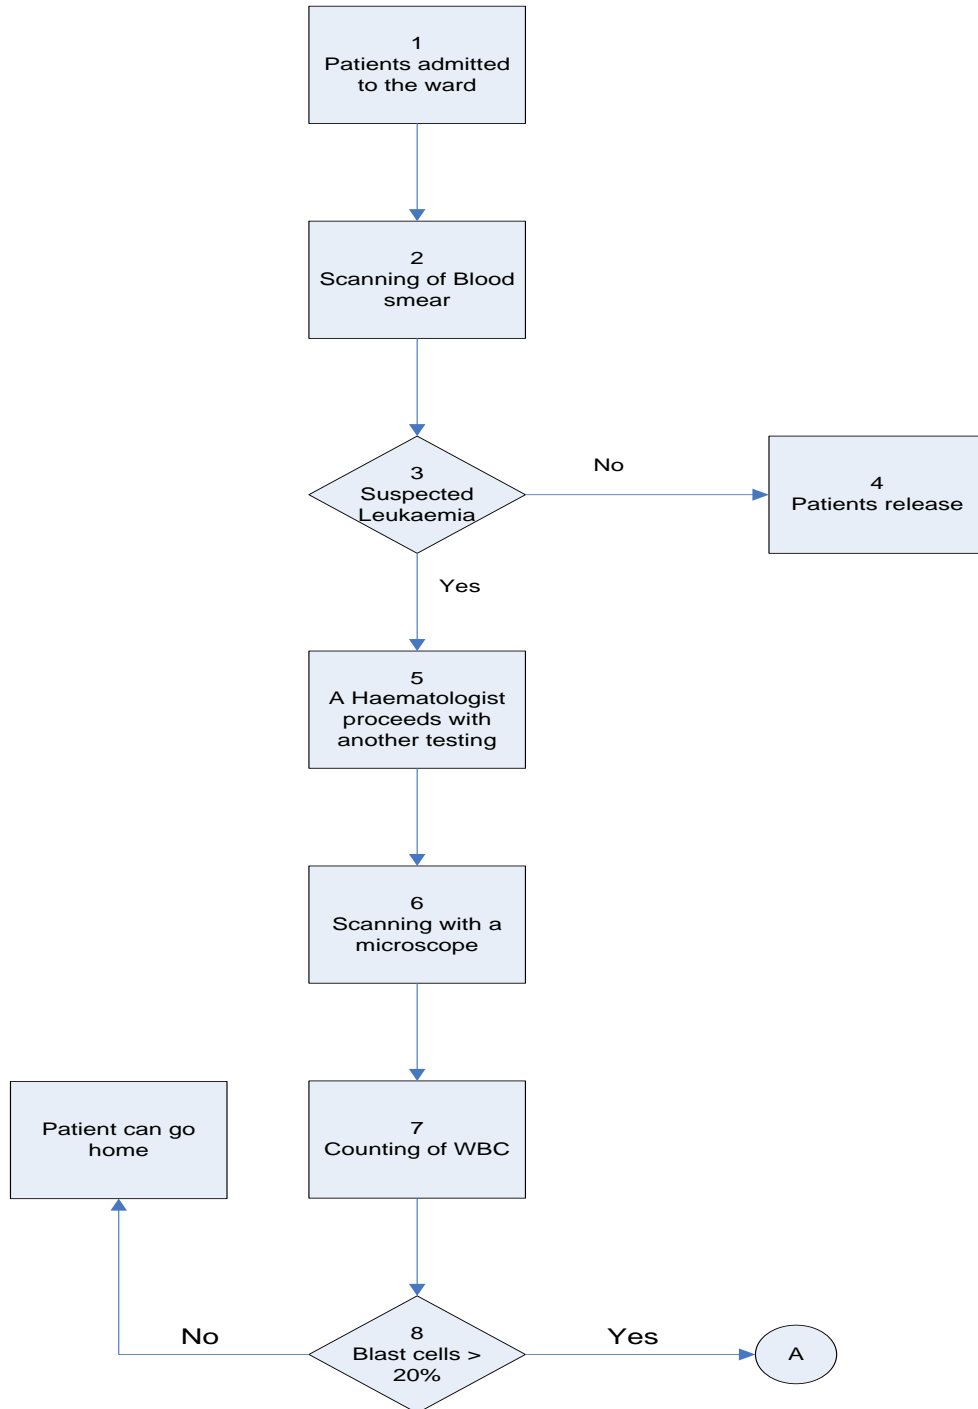 1
Patients admitted
to the ward
2
Scanning of Blood
smear
3
Suspected
Leukaemia
No
4
Patients release
Yes
5
A Haematologist
proceeds with
another testing
6
Scanning with a
microscope
Patient can go
home
7
Counting of WBC
No
8
Blast cells >
20%
Yes
A